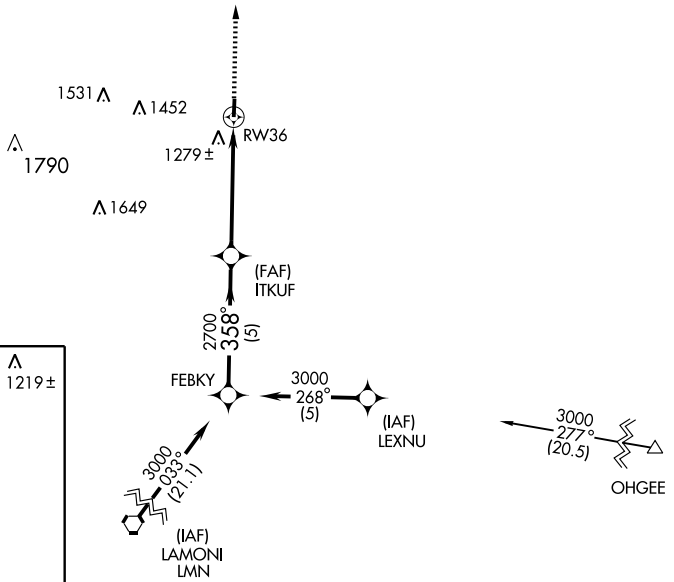 1531
1452
RW36
1279±
1790
1649
(FAF)
ITKUF
2700
358°
(5)
1219±
FEBKY
3000
268°
(5)
(IAF)
LEXNU
3000
277°
(20.5)
OHGEE
3000
033°
(21.1)
(IAF)
LAMONI
LMN